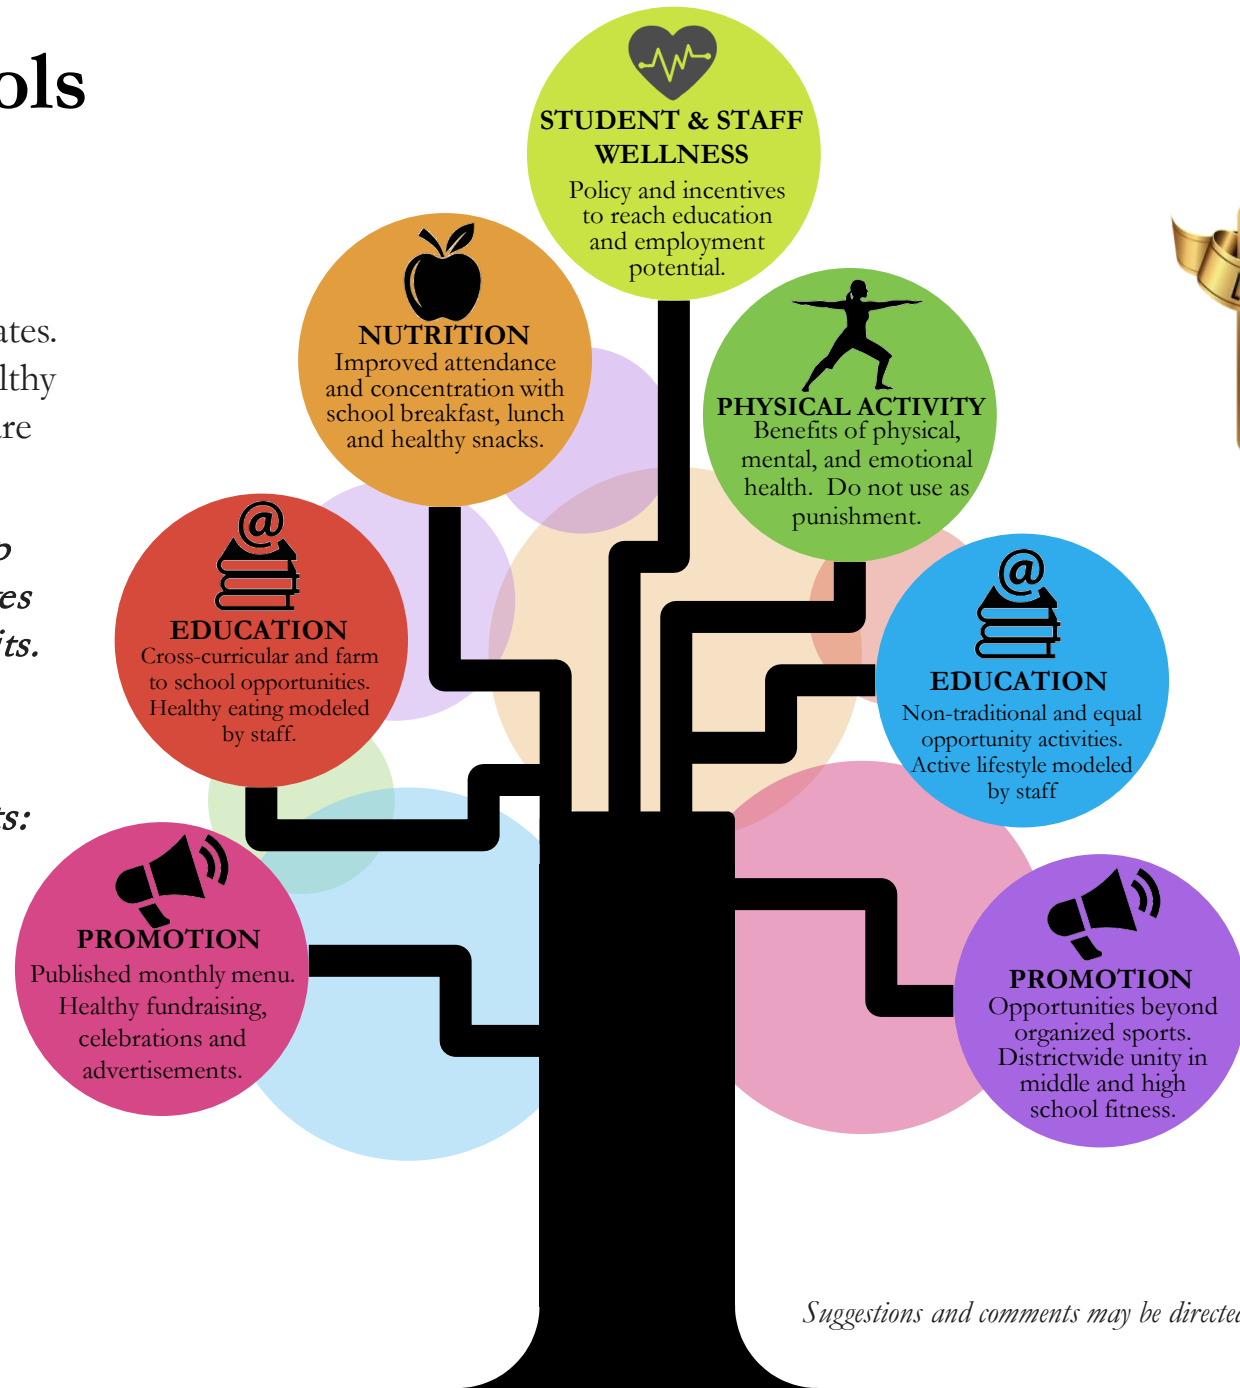 ols
ates.
lthy
are
es
its.
ts:
STUDENT & STAFF
WELLNESS
Policy and incentives
to reach education
and employment
potential.
NUTRITION
Improved attendance
and concentration with
school breakfast, lunch
and healthy snacks.
PHYSICAL ACTIVITY
Benefits of physical,
mental, and emotional
health.  Do not use as
punishment.
@
EDUCATION
Cross-curricular and farm
to school opportunities.
Healthy eating modeled
by staff.
@
EDUCATION
Non-traditional and equal
opportunity activities.
Active lifestyle modeled
by staff
PROMOTION
Published monthly menu.
Healthy fundraising,
celebrations and
advertisements.
PROMOTION
Opportunities beyond
organized sports.
Districtwide unity in
middle and high
school fitness.
Suggestions and comments may be directed